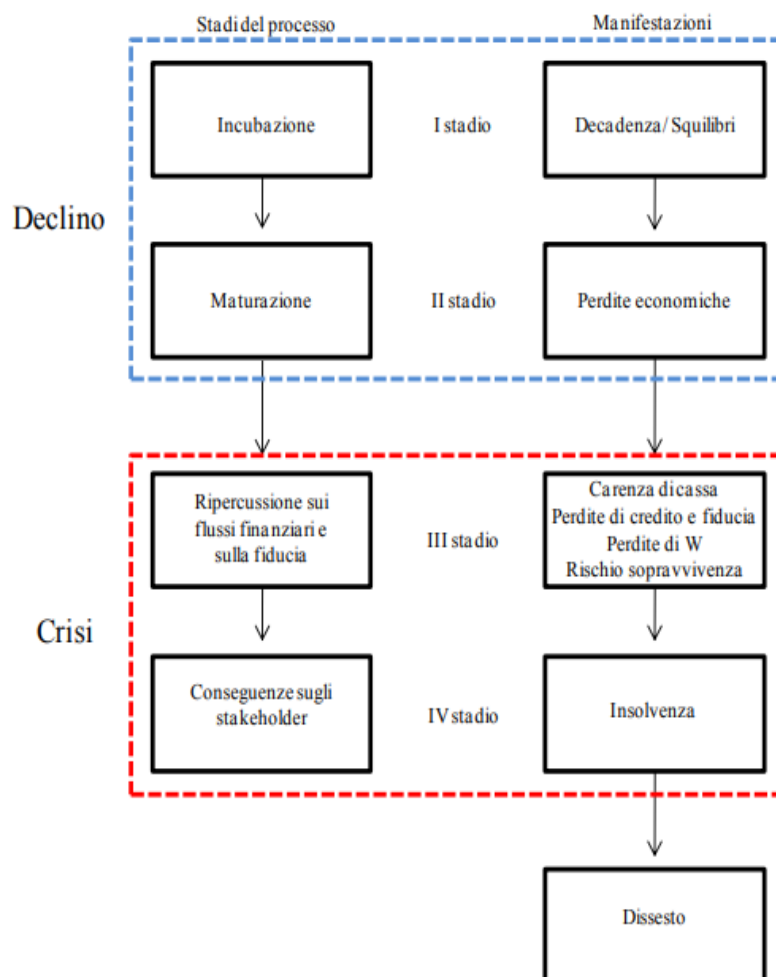 Stadi del processo
Manifestazioni
Declino
Incubazione
I stadio
Decadenza/ Squilibri
Maturazione
II stadio
Perdite economiche
Crisi
Ripercussione sui
flussi finanziari e
sulla fiducia
III stadio
Carenza di cassa
Perdite di credito e fiducia
Perdite di W
Rischio sopravvivenza
Conseguenze sugli
stakeholder
IV stadio
Insolvenza
Dissesto